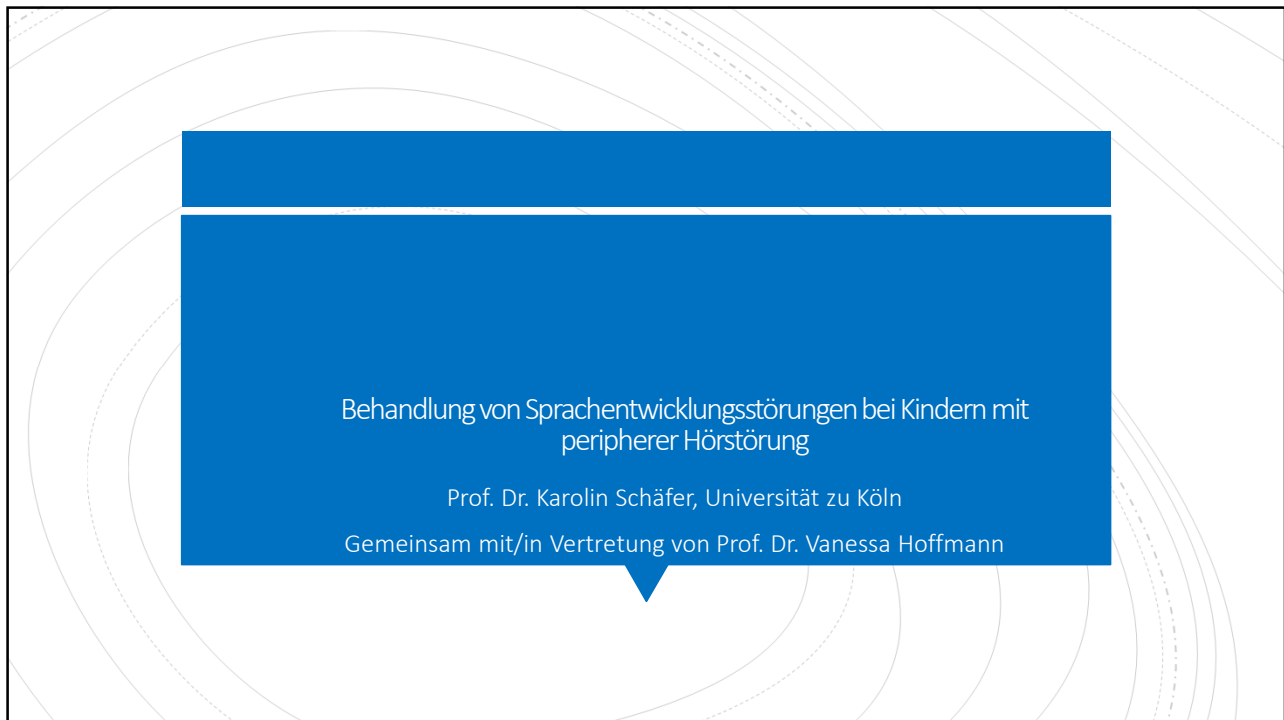 Behandlung von Sprachentwicklungsstörungen bei Kindern mit
peripherer Hörstörung
Prof. Dr. Karolin Schäfer, Universität zu Köln
Gemeinsam mit/in Vertretung von Prof. Dr. Vanessa Hoffmann